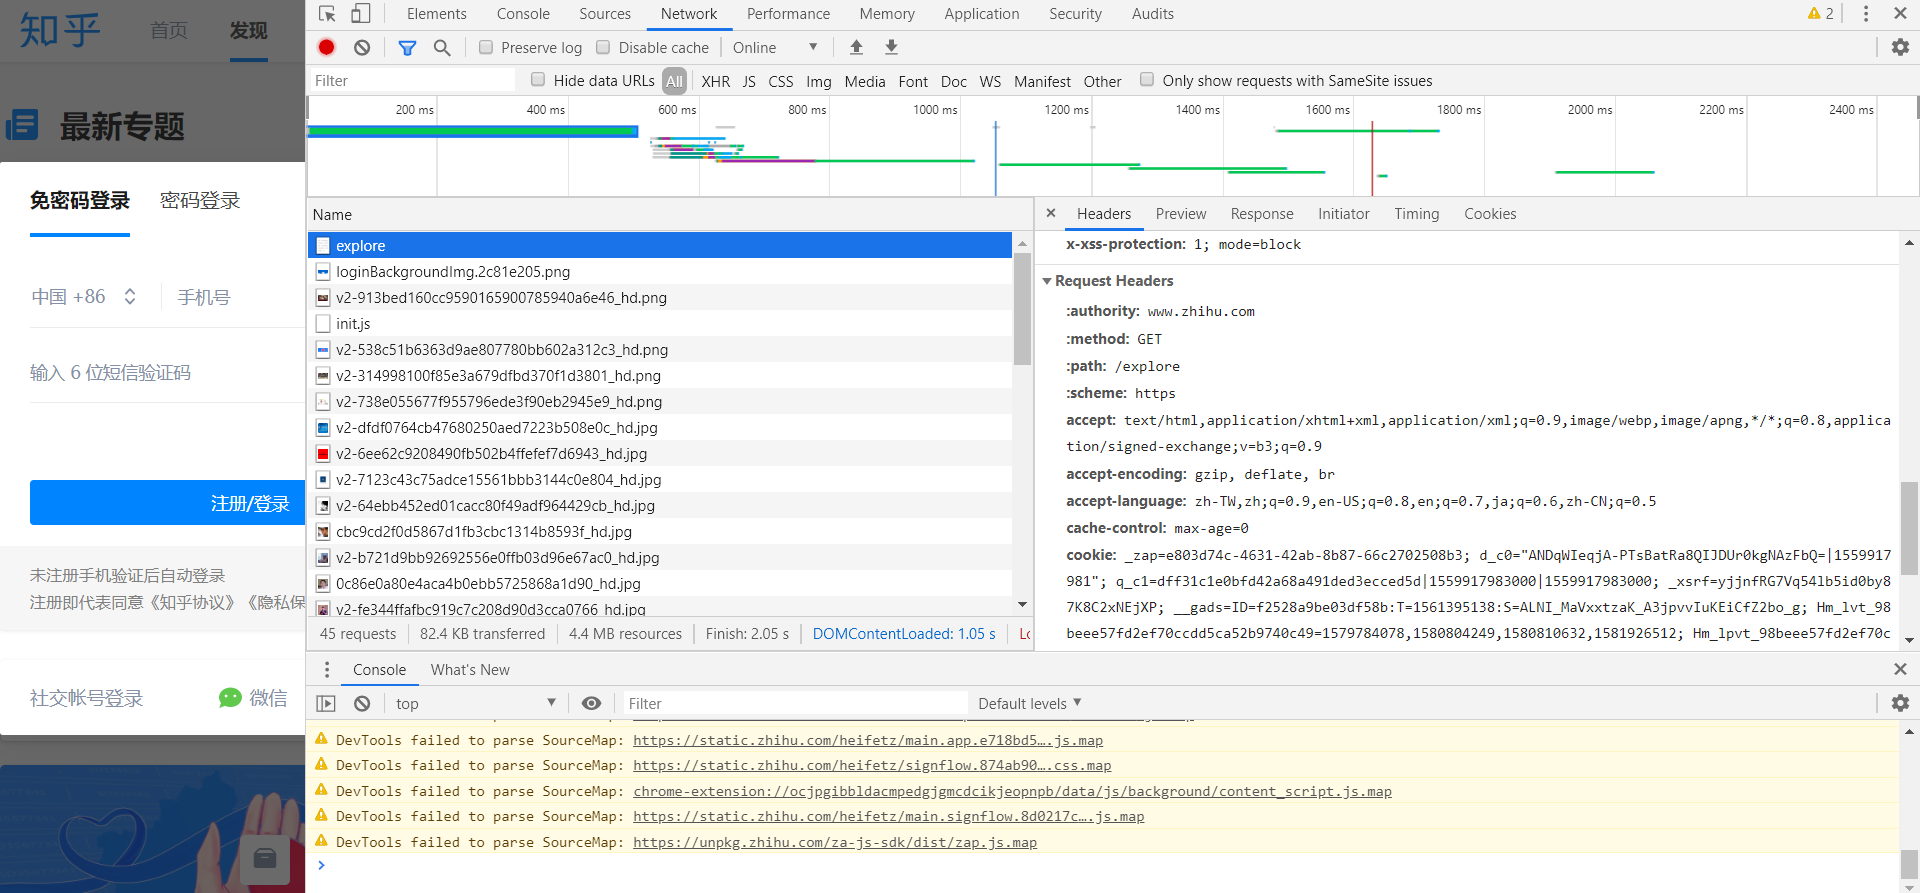 知乎
首页
发现
最新专题
免密码登录
密码登录
中国 +86
手机号
输入 6 位短信验证码
注册/登录
未注册手机验证后自动登录
注册即代表同意《知乎协议》《隐私保
社交帐号登录
微信
Elements Console Sources Network Performance Memory Application Security Audits
2
Preserve log Disable cache Online
Filter
Hide data URLs All XHR JS CSS Img Media Font Doc WS Manifest Other Only show requests with SameSite issues
200 ms 400 ms 600 ms 800 ms 1000 ms 1200 ms 1400 ms 1600 ms 1800 ms 2000 ms 2200 ms 2400 ms
Name
explore
loginBackgroundImg.2c81e205.png
v2-913bed160cc9590165900785940a6e46_hd.png
init.js
v2-538c51b6363d9ae807780bb602a312c3_hd.png
v2-314998100f85e3a679dfbd370f1d3801_hd.png
v2-738e055677f955796ede3f90eb2945e9_hd.png
v2-dfdf0764cb47680250aed7223b508e0c_hd.jpg
v2-6ee62c9208490fb502b4ffefef7d6943_hd.jpg
v2-7123c43c75adce15561bbb3144c0e804_hd.jpg
v2-64ebb452ed01cacc80f49adf964429cb_hd.jpg
cbc9cd2f0d5867d1fb3cbc1314b8593f_hd.jpg
v2-b721d9bb92692556e0ffb03d96e67ac0_hd.jpg
0c86e0a80e4aca4b0ebb5725868a1d90_hd.jpg
v2-fe344ffafbc919c7c208d90d3cca0766_hd.jpg
45 requests 82.4 KB transferred 4.4 MB resources Finish: 2.05 s DOMContentLoaded: 1.05 s Lo
Headers Preview Response Initiator Timing Cookies
x-xss-protection: 1; mode=block
Request Headers
:authority: www.zhihu.com
:method: GET
:path: /explore
:scheme: https
accept: text/html,application/xhtml+xml,application/xml;q=0.9,image/webp,image/apng,*/*;q=0.8,applica
tion/signed-exchange;v=b3;q=0.9
accept-encoding: gzip, deflate, br
accept-language: zh-TW,zh;q=0.9,en-US;q=0.8,en;q=0.7,ja;q=0.6,zh-CN;q=0.5
cache-control: max-age=0
cookie: _zap=e803d74c-4631-42ab-8b87-66c2702508b3; d_c0="ANDqWIeqjA-PTsBatRa8QIJDUr0kgNAzFbQ=|1559917
981"; q_c1=dff31c1e0bfd42a68a491ded3ecced5d|1559917983000|1559917983000; _xsrf=yjjnfRG7Vq54lb5id0by8
7K8C2xNEjXP; __gads=ID=f2528a9be03df58b:T=1561395138:S=ALNI_MaVxxtzaK_A3jpvvIuKEiCfZ2bo_g; Hm_lvt_98
beee57fd2ef70ccdd5ca52b9740c49=1579784078,1580804249,1580810632,1581926512; Hm_lpvt_98beee57fd2ef70c
Console What's New
top Filter Default levels
DevTools failed to parse SourceMap: https://static.zhihu.com/heifetz/main.app.e718bd5….js.map
DevTools failed to parse SourceMap: https://static.zhihu.com/heifetz/signflow.874ab90….css.map
DevTools failed to parse SourceMap: chrome-extension://ocjpgibbldacmpedgjgmcdcikjeopnpb/data/js/background/content_script.js.map
DevTools failed to parse SourceMap: https://static.zhihu.com/heifetz/main.signflow.8d0217c….js.map
DevTools failed to parse SourceMap: https://unpkg.zhihu.com/za-js-sdk/dist/zap.js.map